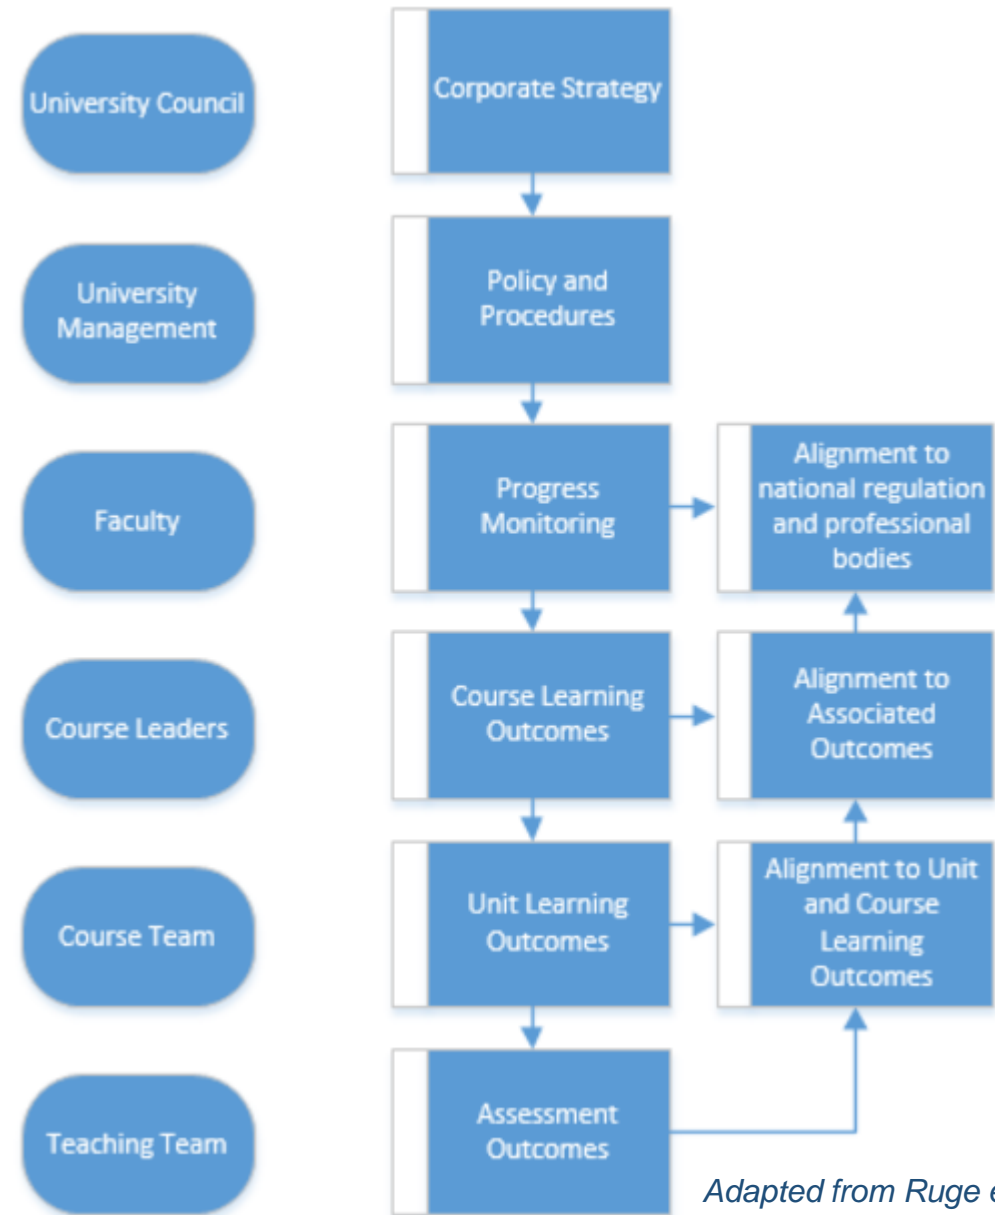 University Council
Corporate Strategy
University
Management
Policy and
Procedures
Faculty
Progress
Monitoring
Alignment to
national regulation
and professional
bodies
Course Leaders
Course Learning
Outcomes
Alignment to
Associated
Outcomes
Course Team
Unit Learning
Outcomes
Alignment to Unit
and Course
Learning
Outcomes
Teaching Team
Assessment
Outcomes
Adapted from Ruge